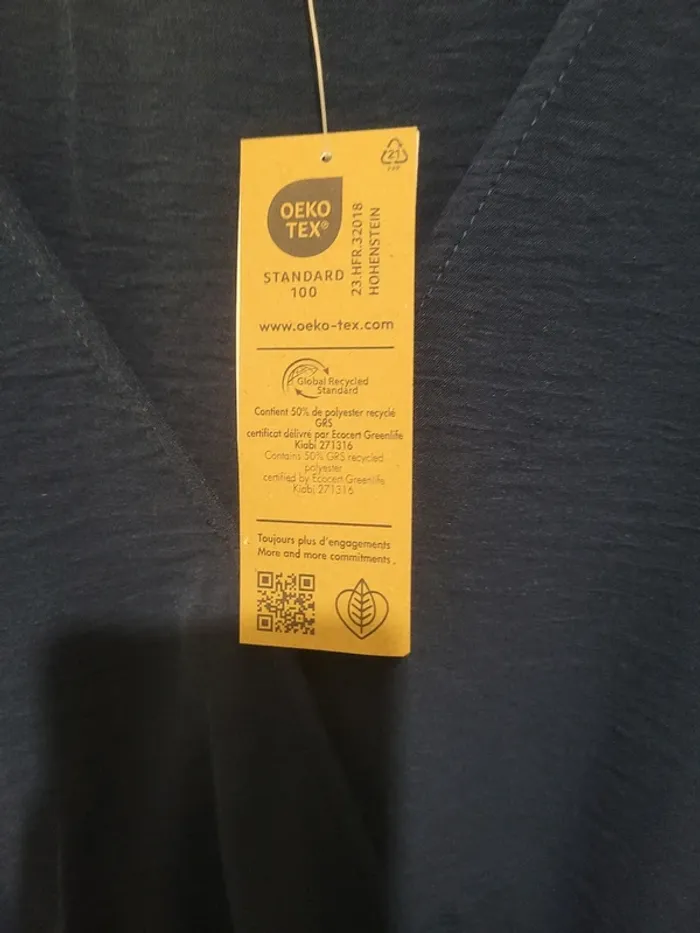 21
PAP
OEKO
TEX®
STANDARD
100
23.HFR.32018
HOHENSTEIN
www.oeko-tex.com
Global Recycled
Standard
Contient 50% de polyester recyclé
GRS
certificat délivré par Ecocert Greenlife
Kiabi 271316
Contains 50% GRS recycled
polyester
certified by Ecocert Greenlife
Kiabi 271316
Toujours plus d'engagements
More and more commitments.